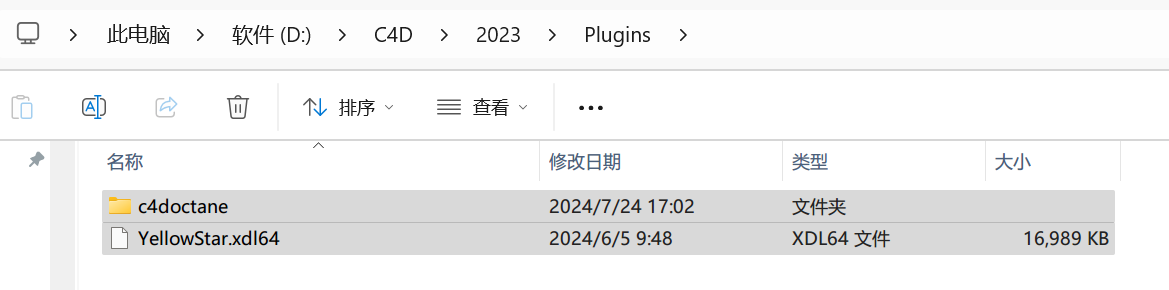 此电脑 软件 (D:) C4D 2023 Plugins
排序 查看
名称 修改日期 类型 大小
c4doctane 2024/7/24 17:02 文件夹
YellowStar.xdl64 2024/6/5 9:48 XDL64 文件 16,989 KB